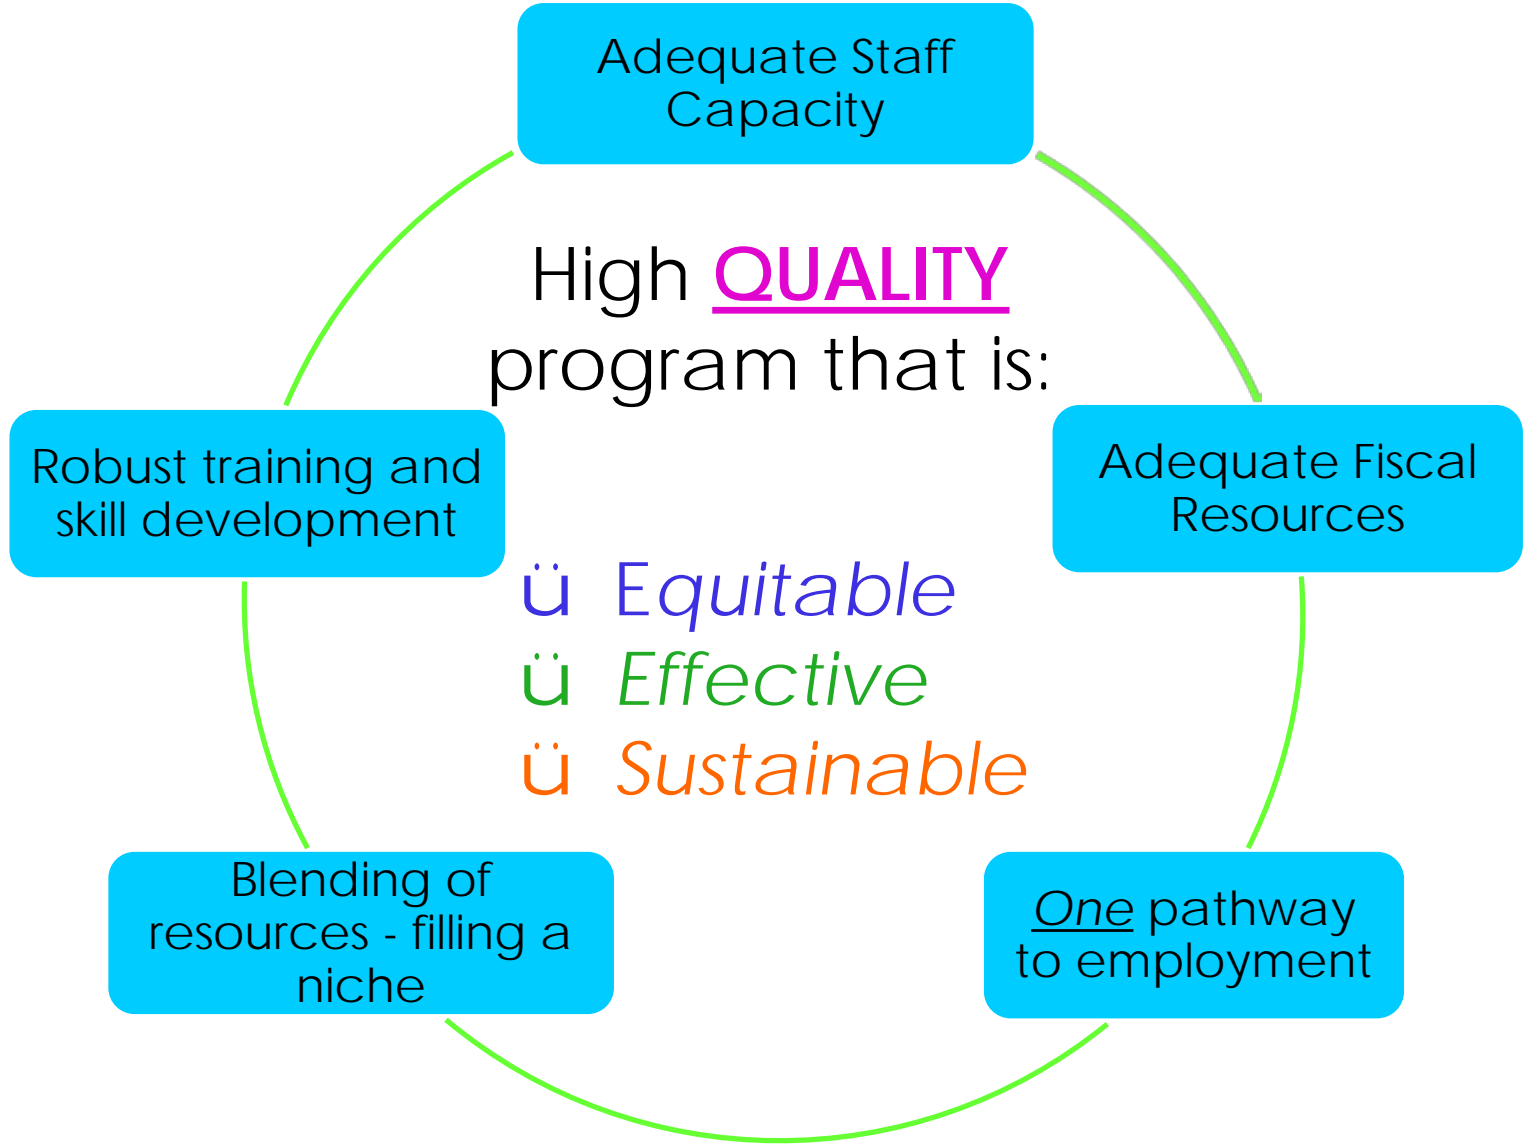 Adequate Staff
Capacity
High QUALITY
program that is:
Robust training and
skill development
Adequate Fiscal
Resources
ü Equitable
ü Effective
ü Sustainable
Blending of
resources - filling a
niche
One pathway
to employment